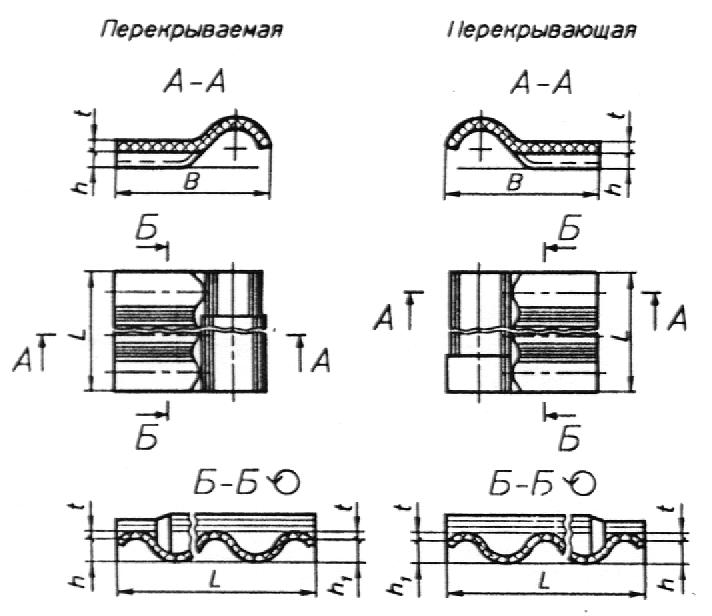 Перекрываемая Перекрывающая
А-А А-А
t t
h B B h
Б Б
L А А L
А А
Б Б
Б-Б Б-Б
t t t t
h L h₁ h₁ L h